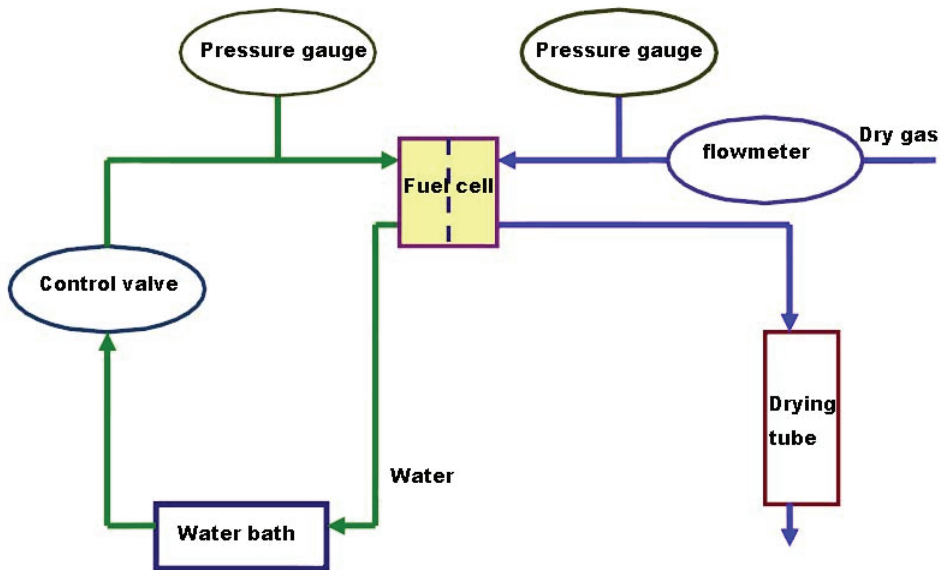 Pressure gauge
Pressure gauge
Dry gas
flowmeter
Fuel cell
Control valve
Drying
tube
Water
Water bath